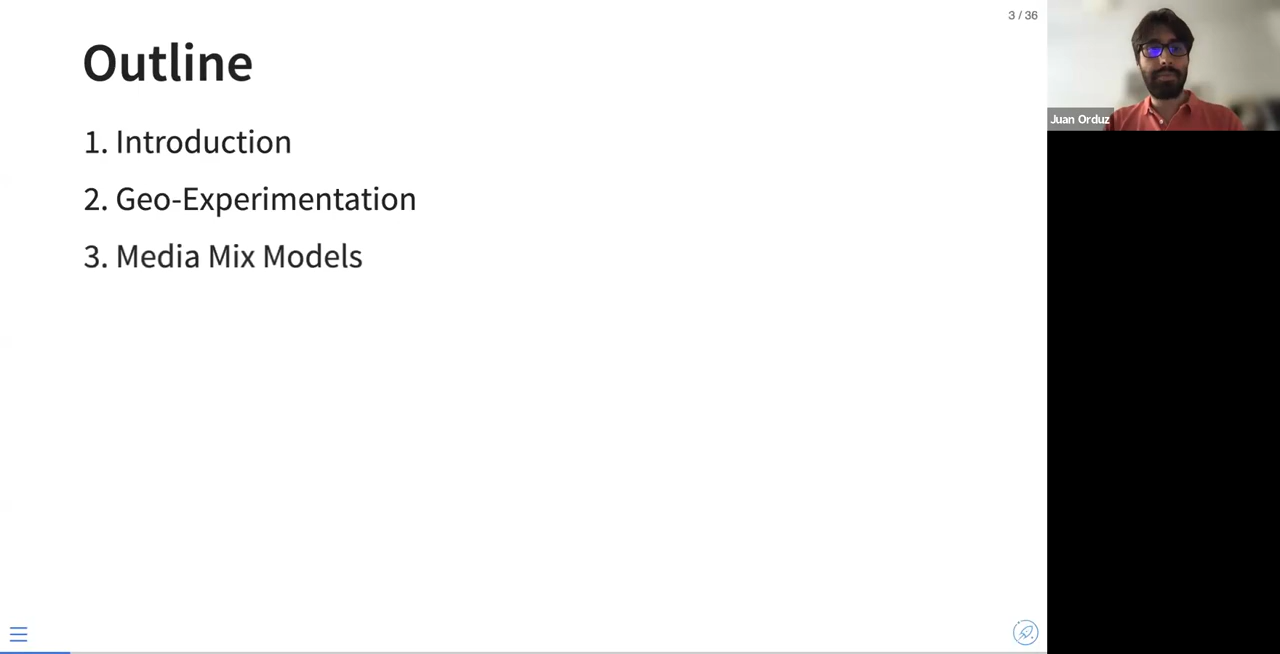 3 / 36
Outline
1. Introduction
2. Geo-Experimentation
3. Media Mix Models
Juan Orduz